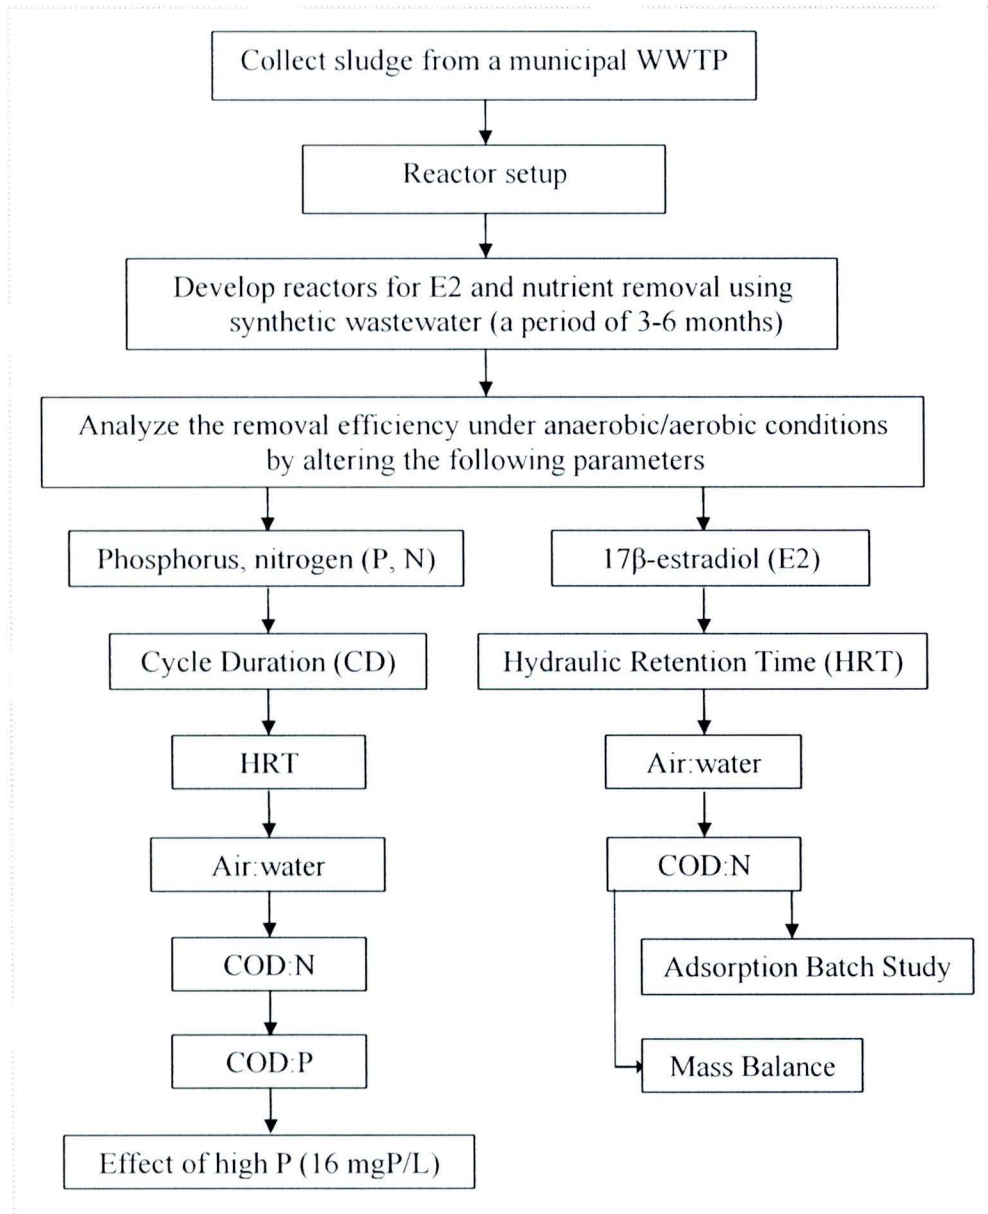 Collect sludge from a municipal WWTP
Reactor setup
Develop reactors for E2 and nutrient removal using
synthetic wastewater (a period of 3-6 months)
Analyze the removal efficiency under anaerobic/aerobic conditions
by altering the following parameters
Phosphorus, nitrogen (P, N)
Cycle Duration (CD)
HRT
Air:water
COD:N
COD:P
Effect of high P (16 mgP/L)
17β-estradiol (E2)
Hydraulic Retention Time (HRT)
Air:water
COD:N
Adsorption Batch Study
Mass Balance